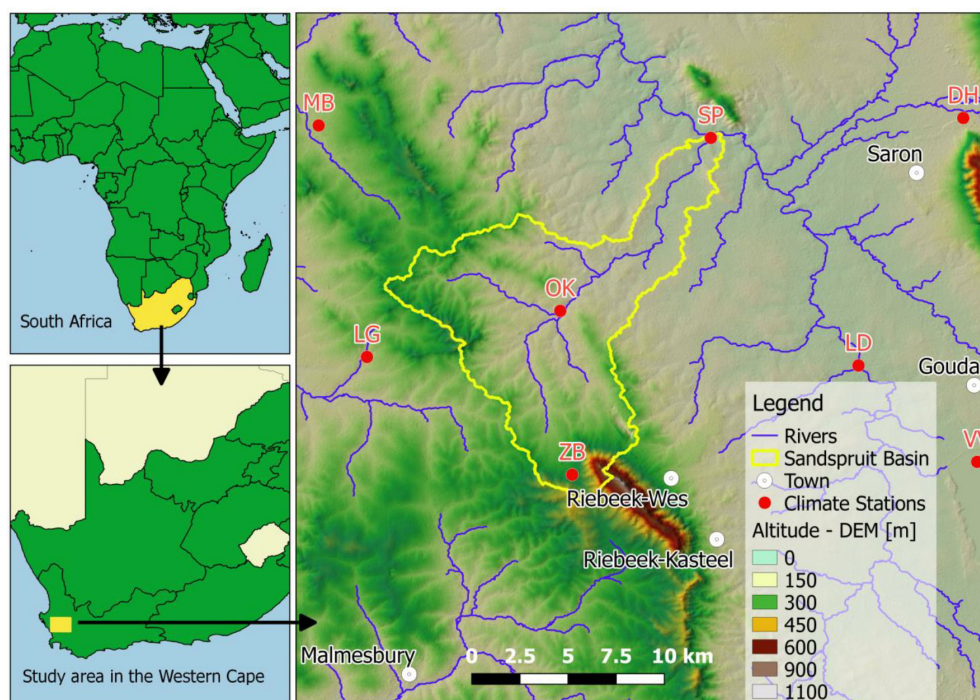 South Africa
Study area in the Western Cape
MB
SP
DH
Saron
OK
LG
LD
Gouda
ZB
Riebeek-Wes
Riebeek-Kasteel
Malmesbury
0 2.5 5 7.5 10 km
Legend
Rivers
Sandspruit Basin
Town
Climate Stations
Altitude - DEM [m]
0
150
300
450
600
900
1100